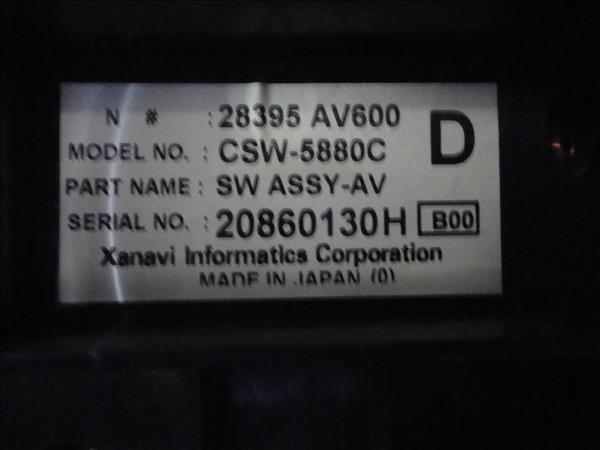 N # : 28395 AV600
D
MODEL NO. : CSW-5880C
PART NAME : SW ASSY-AV
SERIAL NO. : 20860130H B00
Xanavi Informatics Corporation
MADE IN JAPAN (0)